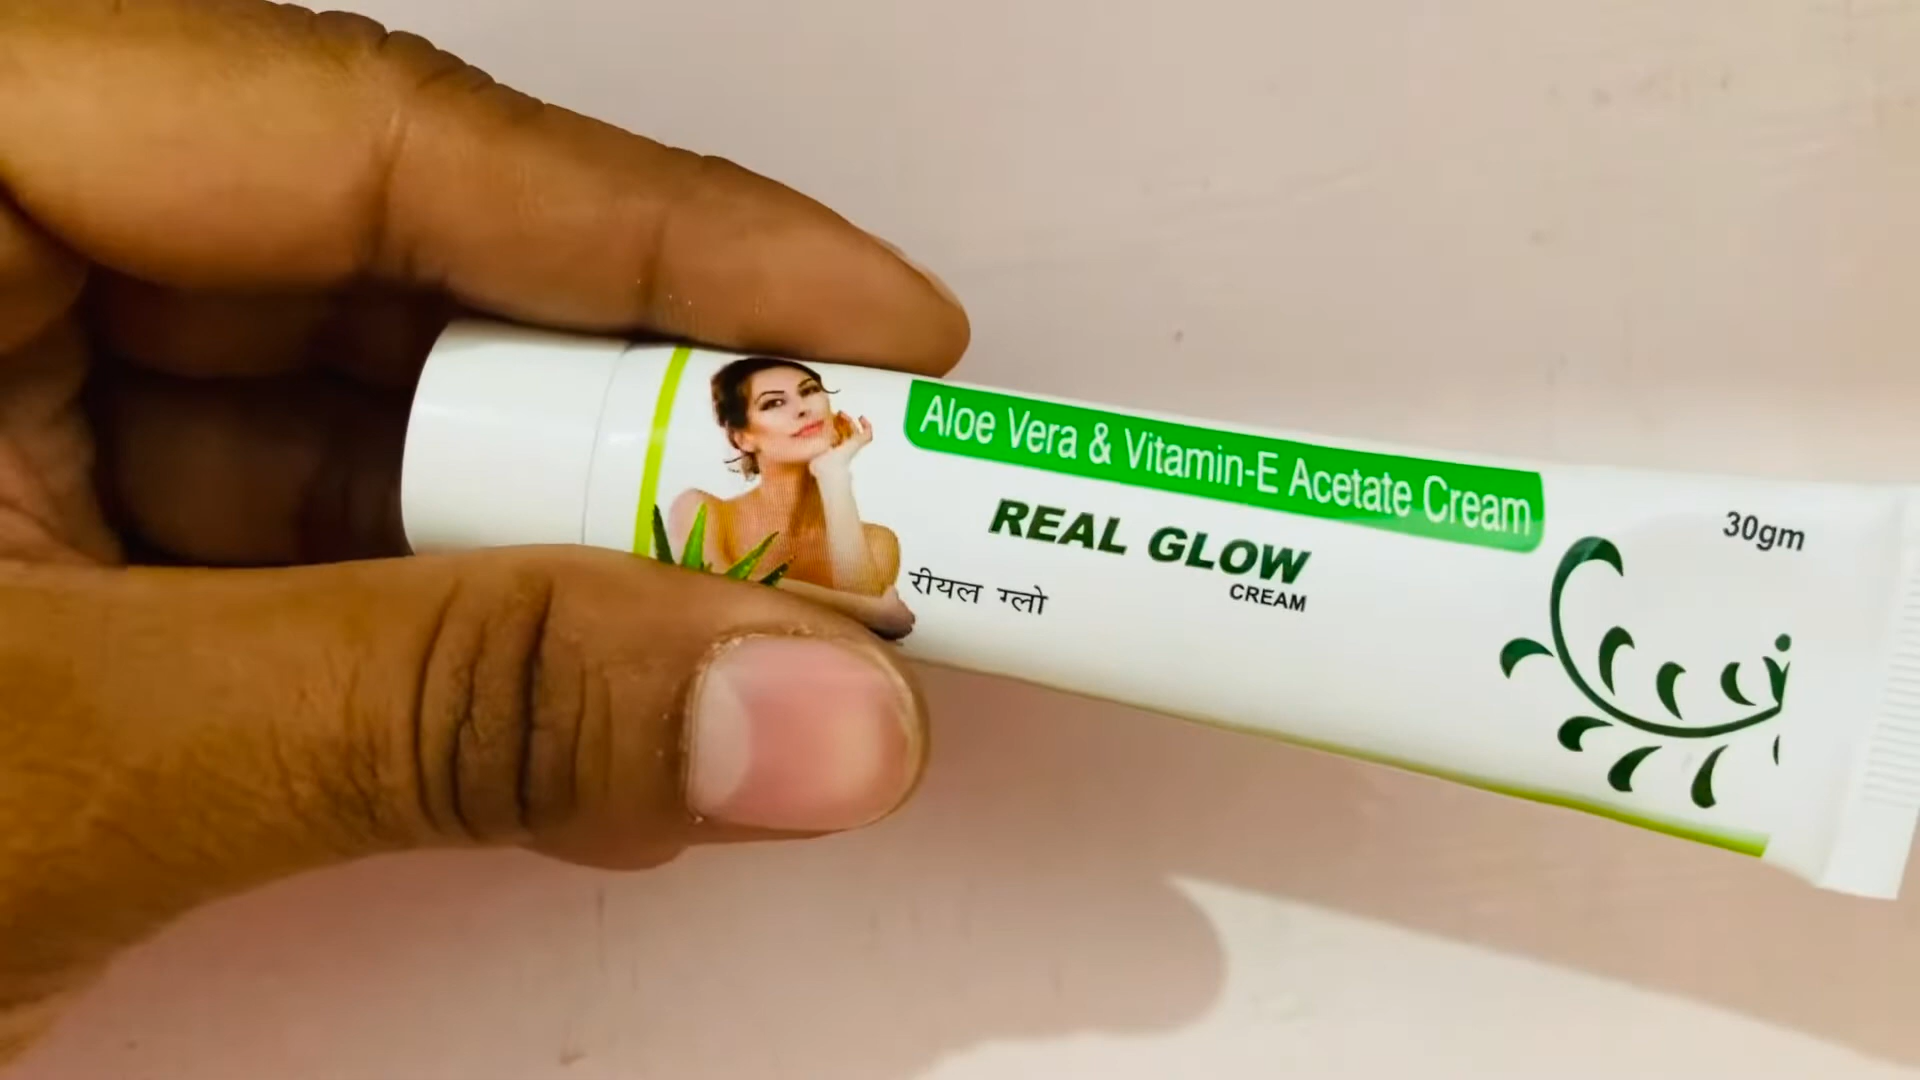 Aloe Vera & Vitamin-E Acetate Cream
30gm
REAL GLOW
CREAM
रीयल ग्लो